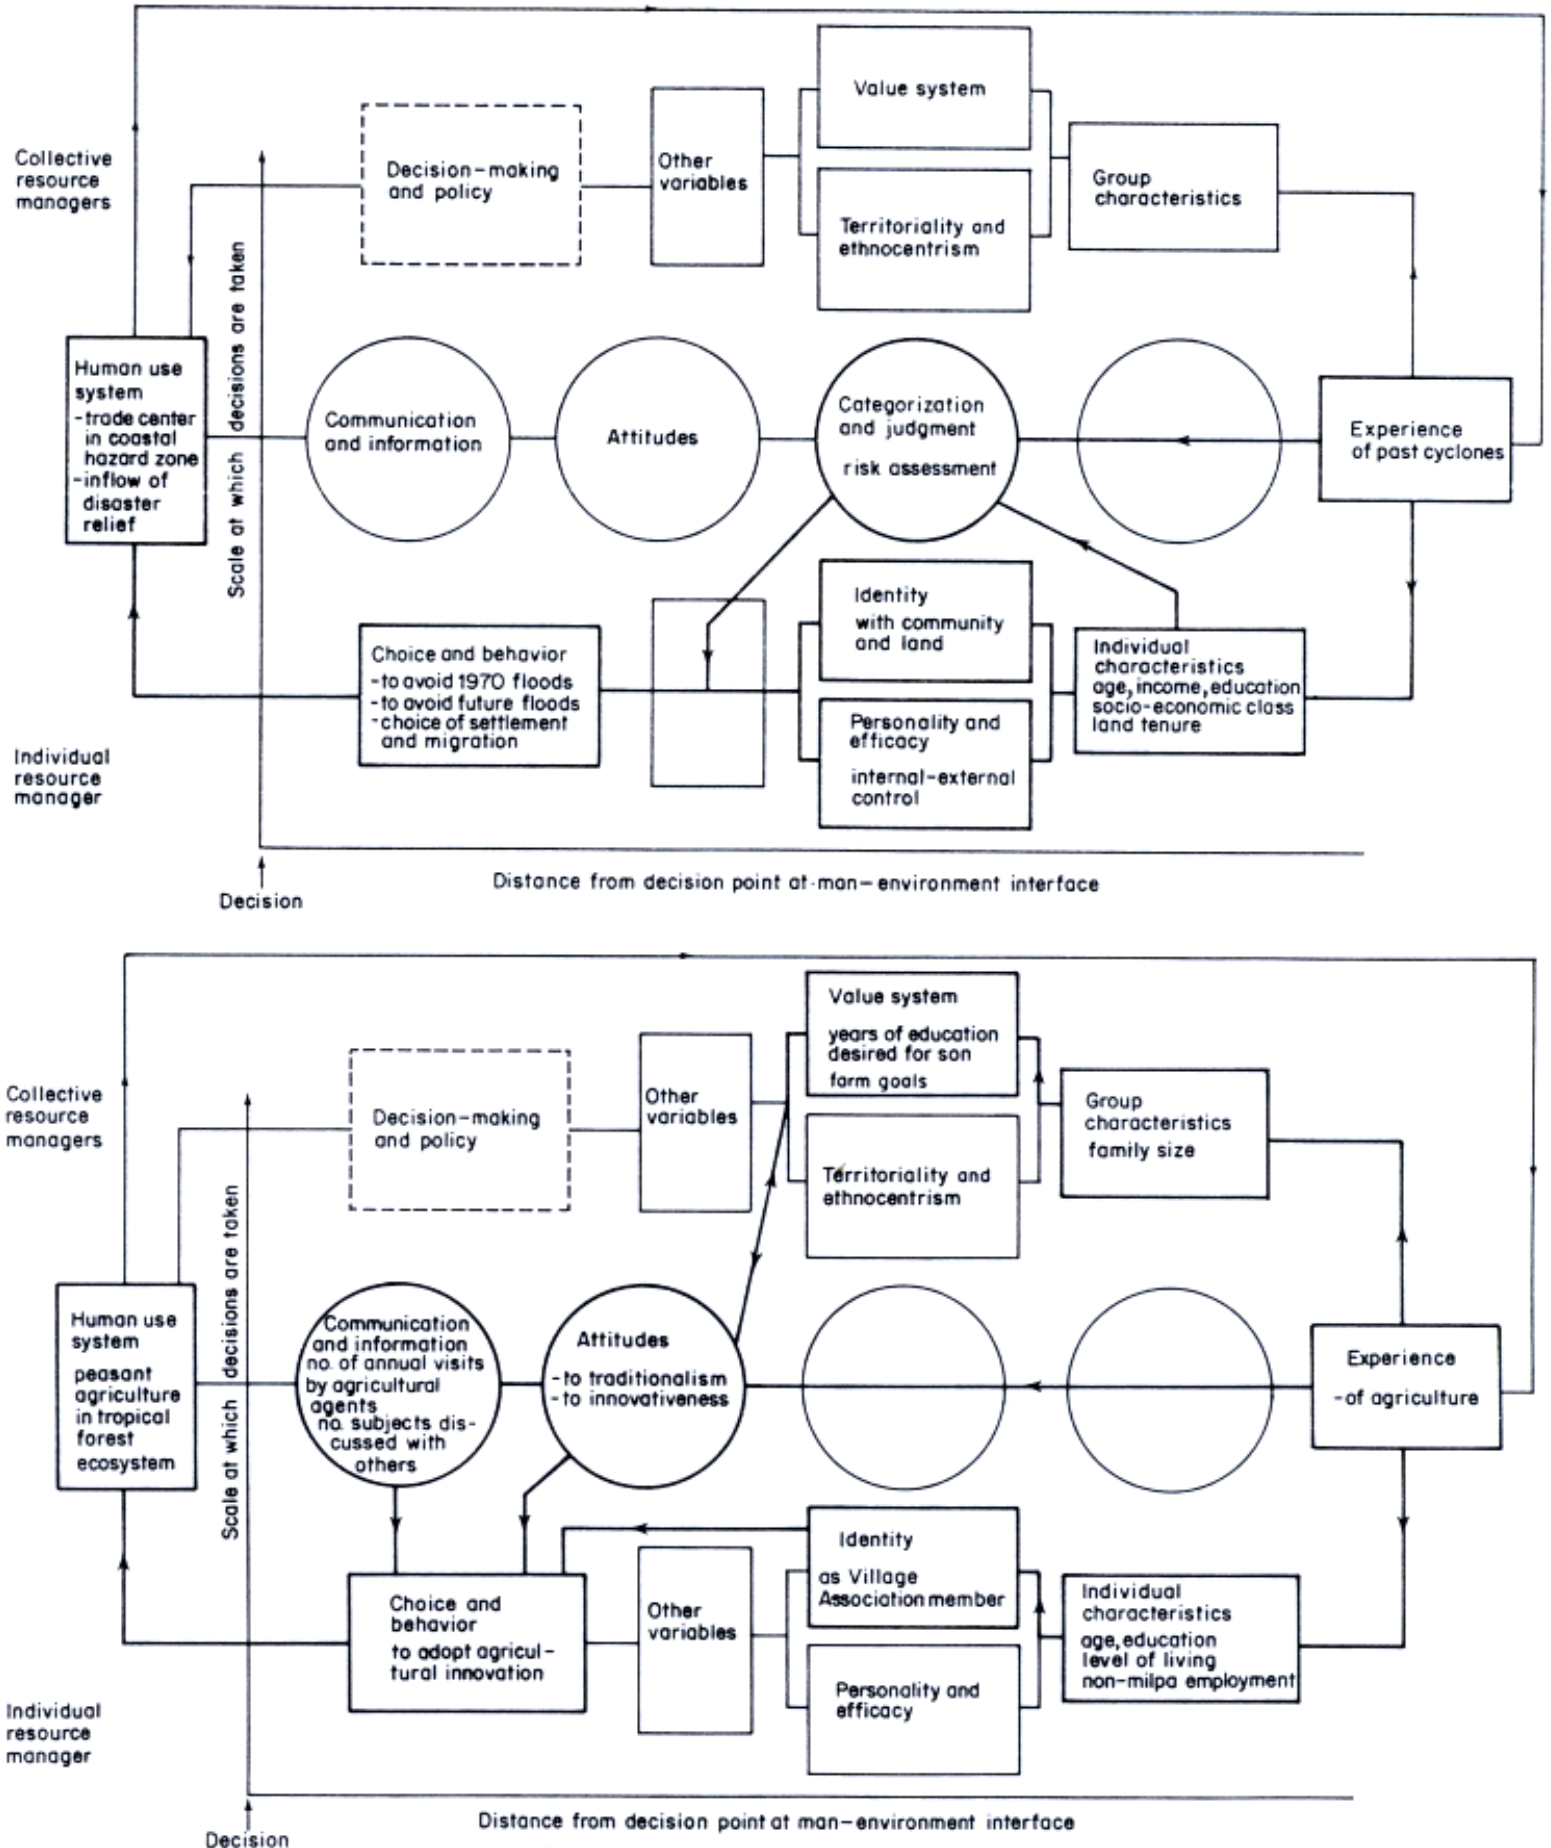 Value system
Collective
resource
managers
Decision-making
and policy
Other
variables
Group
characteristics
Territoriality and
ethnocentrism
Scale at which decisions are taken
Human use
system
-trade center
in coastal
hazard zone
-inflow of
disaster
relief
Communication
and information
Attitudes
Categorization
and judgment
risk assessment
Experience
of past cyclones
Identity
with community
and land
Choice and behavior
-to avoid 1970 floods
-to avoid future floods
-choice of settlement
and migration
Individual
characteristics
age, income, education
socio-economic class
land tenure
Personality and
efficacy
internal-external
control
Individual
resource
manager
Distance from decision point at man-environment interface
Decision
Value system
years of education
desired for son
farm goals
Collective
resource
managers
Decision-making
and policy
Other
variables
Group
characteristics
family size
Territoriality and
ethnocentrism
Scale at which decisions are taken
Human use
system
peasant
agriculture
in tropical
forest
ecosystem
Communication
and information
no. of annual visits
by agricultural
agents
no. subjects dis-
cussed with
others
Attitudes
-to traditionalism
-to innovativeness
Experience
-of agriculture
Identity
as Village
Association member
Choice and
behavior
to adopt agricul-
tural innovation
Other
variables
Individual
characteristics
age, education
level of living
non-milpa employment
Personality and
efficacy
Individual
resource
manager
Distance from decision point at man-environment interface
Decision